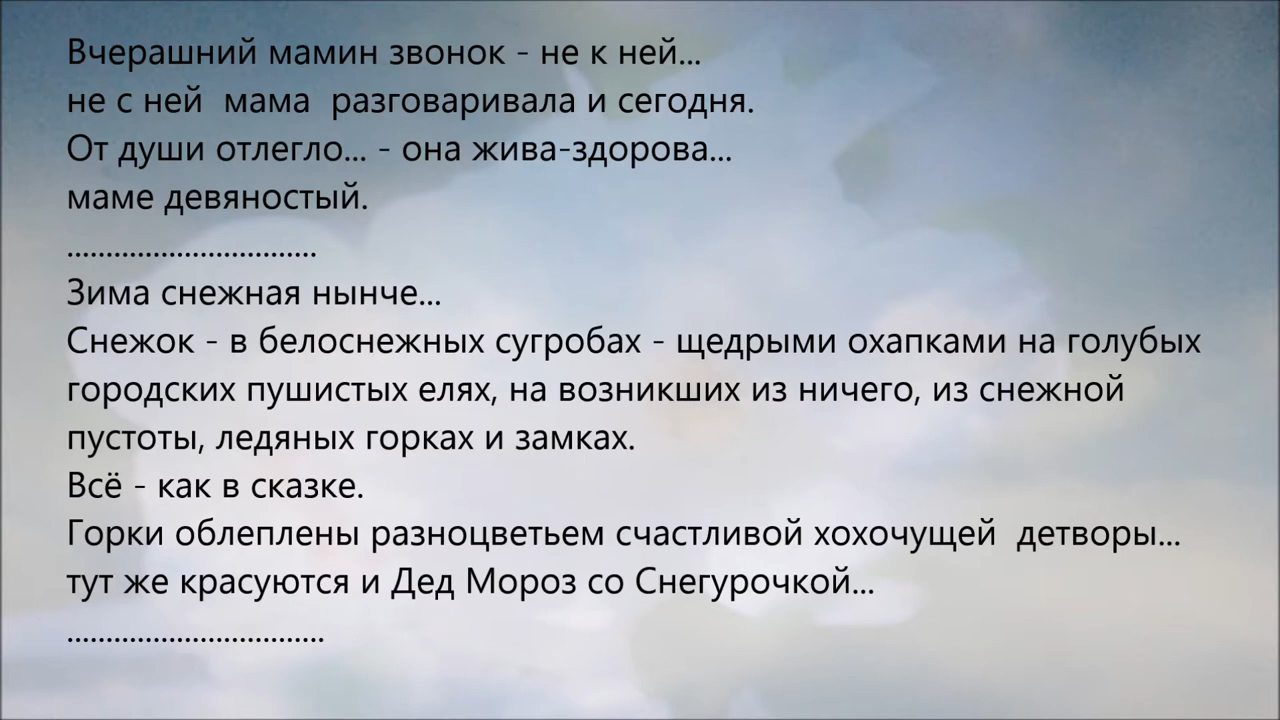 Вчерашний мамин звонок - не к ней...
не с ней  мама  разговаривала и сегодня.
От души отлегло... - она жива-здорова...
маме девяностый.
................................
Зима снежная нынче...
Снежок - в белоснежных сугробах - щедрыми охапками на голубых
городских пушистых елях, на возникших из ничего, из снежной
пустоты, ледяных горках и замках.
Всё - как в сказке.
Горки облеплены разноцветьем счастливой хохочущей  детворы...
тут же красуются и Дед Мороз со Снегурочкой...
.................................